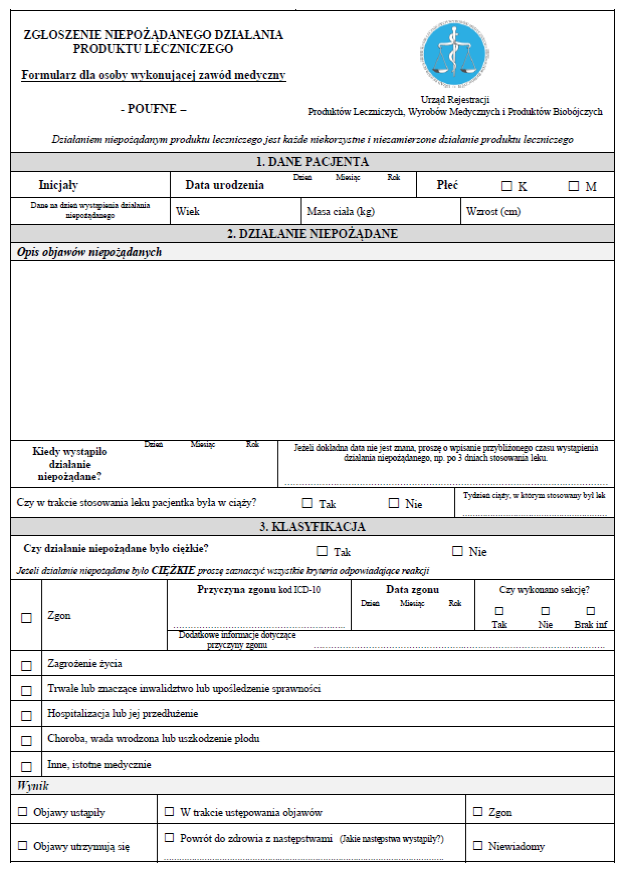 ZGŁOSZENIE NIEPOŻĄDANEGO DZIAŁANIA
PRODUKTU LECZNICZEGO
Formularz dla osoby wykonującej zawód medyczny
- POUFNE –
Urząd Rejestracji
Produktów Leczniczych, Wyrobów Medycznych i Produktów Biobójczych
Działaniem niepożądanym produktu leczniczego jest każde niekorzystne i niezamierzone działanie produktu leczniczego
1. DANE PACJENTA
Inicjały
Data urodzenia
Dzień Miesiąc Rok
Płeć
☐ K ☐ M
Dane na dzień wystąpienia działania
niepożądanego
Wiek
Masa ciała (kg)
Wzrost (cm)
2. DZIAŁANIE NIEPOŻĄDANE
Opis objawów niepożądanych
Kiedy wystąpiło
działanie
niepożądane?
Dzień Miesiąc Rok
Jeżeli dokładna data nie jest znana, proszę o wpisanie przybliżonego czasu wystąpienia
działania niepożądanego, np. po 3 dniach stosowania leku.
Czy w trakcie stosowania leku pacjentka była w ciąży?
☐ Tak ☐ Nie
Tydzień ciąży, w którym stosowany był lek
3. KLASYFIKACJA
Czy działanie niepożądane było ciężkie?
☐ Tak ☐ Nie
Jeżeli działanie niepożądane było CIĘŻKIE proszę zaznaczyć wszystkie kryteria odpowiadające reakcji
☐ Zgon
Przyczyna zgonu kod ICD-10
Data zgonu
Dzień Miesiąc Rok
Czy wykonano sekcję?
☐ ☐ ☐
Tak Nie Brak inf
Dodatkowe informacje dotyczące
przyczyny zgonu
☐ Zagrożenie życia
☐ Trwałe lub znaczące inwalidztwo lub upośledzenie sprawności
☐ Hospitalizacja lub jej przedłużenie
☐ Choroba, wada wrodzona lub uszkodzenie płodu
☐ Inne, istotne medycznie
Wynik
☐ Objawy ustąpiły ☐ W trakcie ustępowania objawów ☐ Zgon
☐ Objawy utrzymują się ☐ Powrót do zdrowia z następstwami (Jakie następstwa wystąpiły?) ☐ Niewiadomy